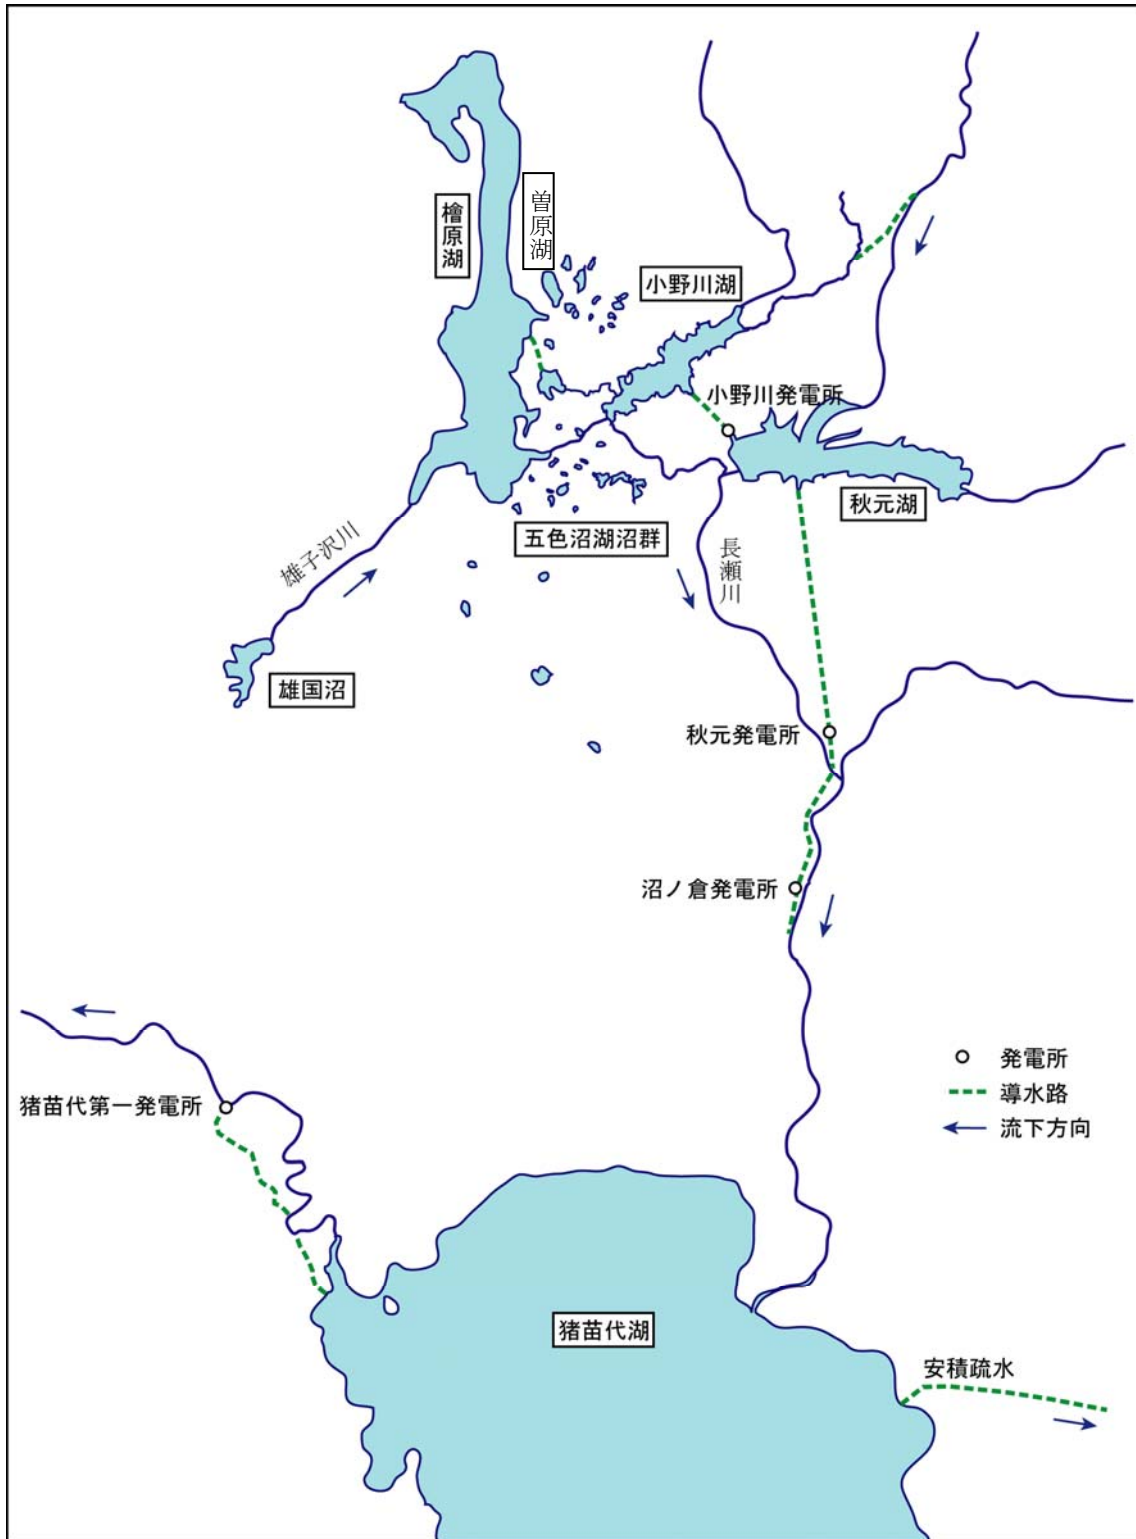 檜原湖
曽原湖
小野川湖
小野川発電所
秋元湖
五色沼湖沼群
雄子沢川
長瀬川
雄国沼
秋元発電所
沼ノ倉発電所
発電所
導水路
流下方向
猪苗代第一発電所
猪苗代湖
安積疏水